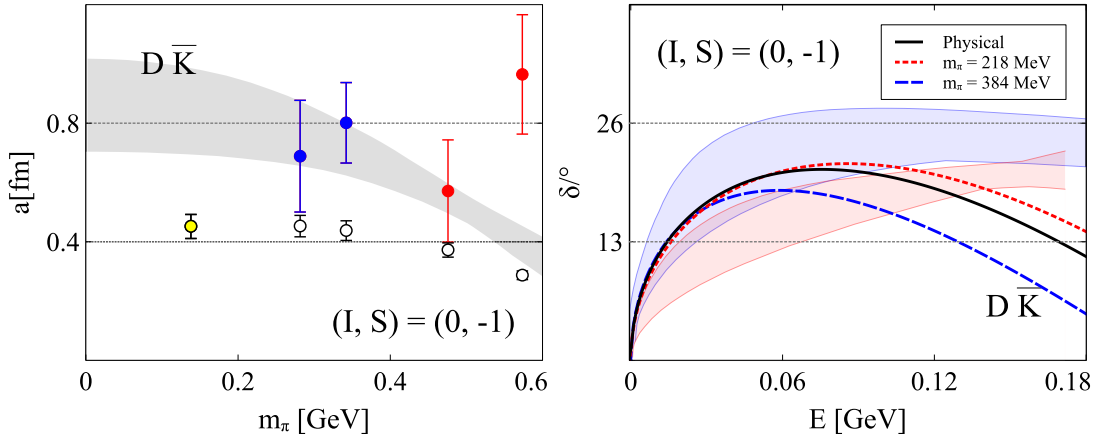 D K̅
a[fm]
0.8
0.4
(I, S) = (0, -1)
0
0.2
0.4
0.6
m_π [GeV]
(I, S) = (0, -1)
Physical
m_π = 218 MeV
m_π = 384 MeV
δ/°
26
13
D K̅
0
0.06
0.12
0.18
E [GeV]